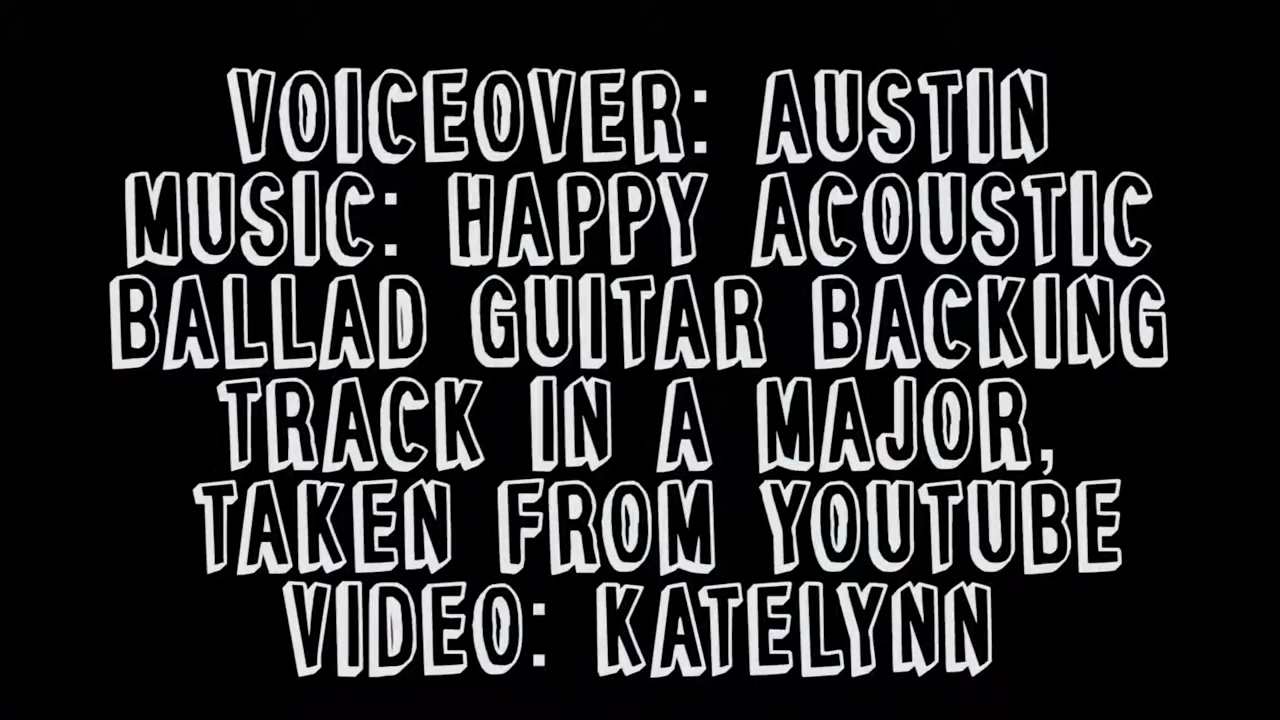 VOICEOVER: AUSTIN
MUSIC: HAPPY ACOUSTIC
BALLAD GUITAR BACKING
TRACK IN A MAJOR,
TAKEN FROM YOUTUBE
VIDEO: KATELYNN